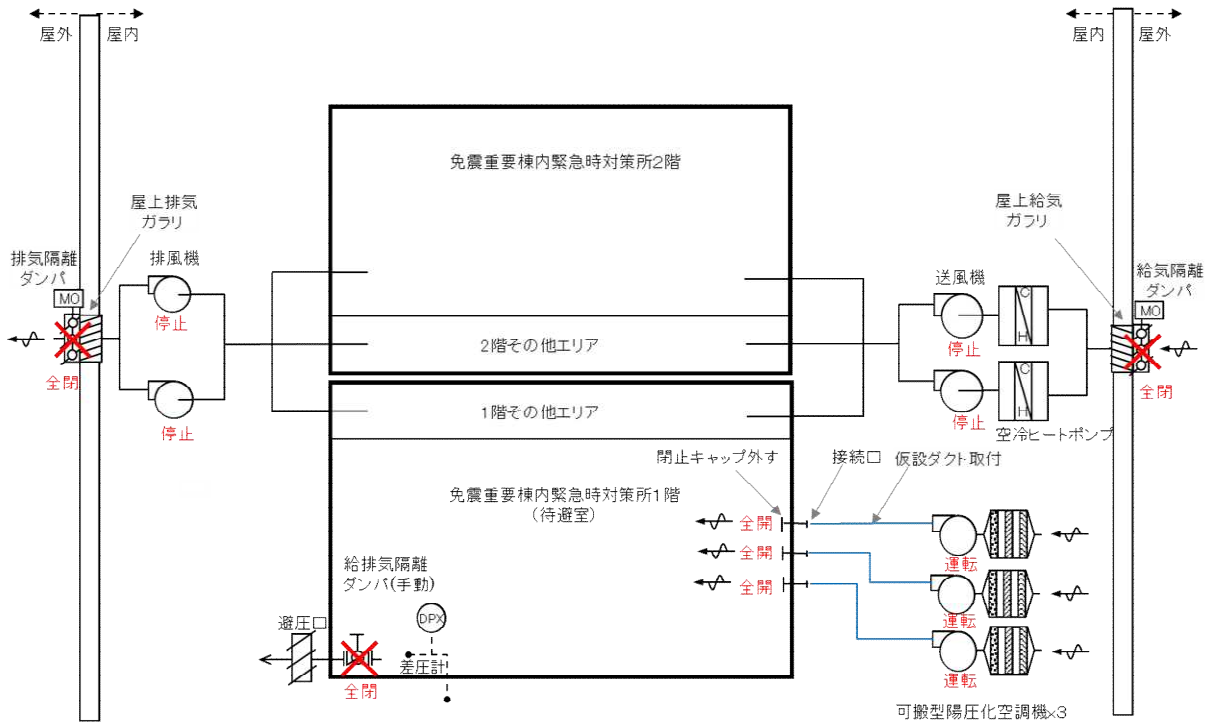 屋外 屋内
屋内 屋外
免震重要棟内緊急時対策所2階
屋上排気
ガラリ
排気隔離
ダンパ
MO
排風機
停止
全閉
停止
屋上給気
ガラリ
送風機
給気隔離
ダンパ
MO
C
H
停止
全閉
C
H
停止
空冷ヒートポンプ
2階その他エリア
1階その他エリア
閉止キャップ外す
接続口
仮設ダクト取付
免震重要棟内緊急時対策所1階
(待避室)
全開
全開
全開
運転
運転
運転
給排気隔離
ダンパ(手動)
避圧口
DPX
差圧計
全閉
可搬型陽圧化空調機×3